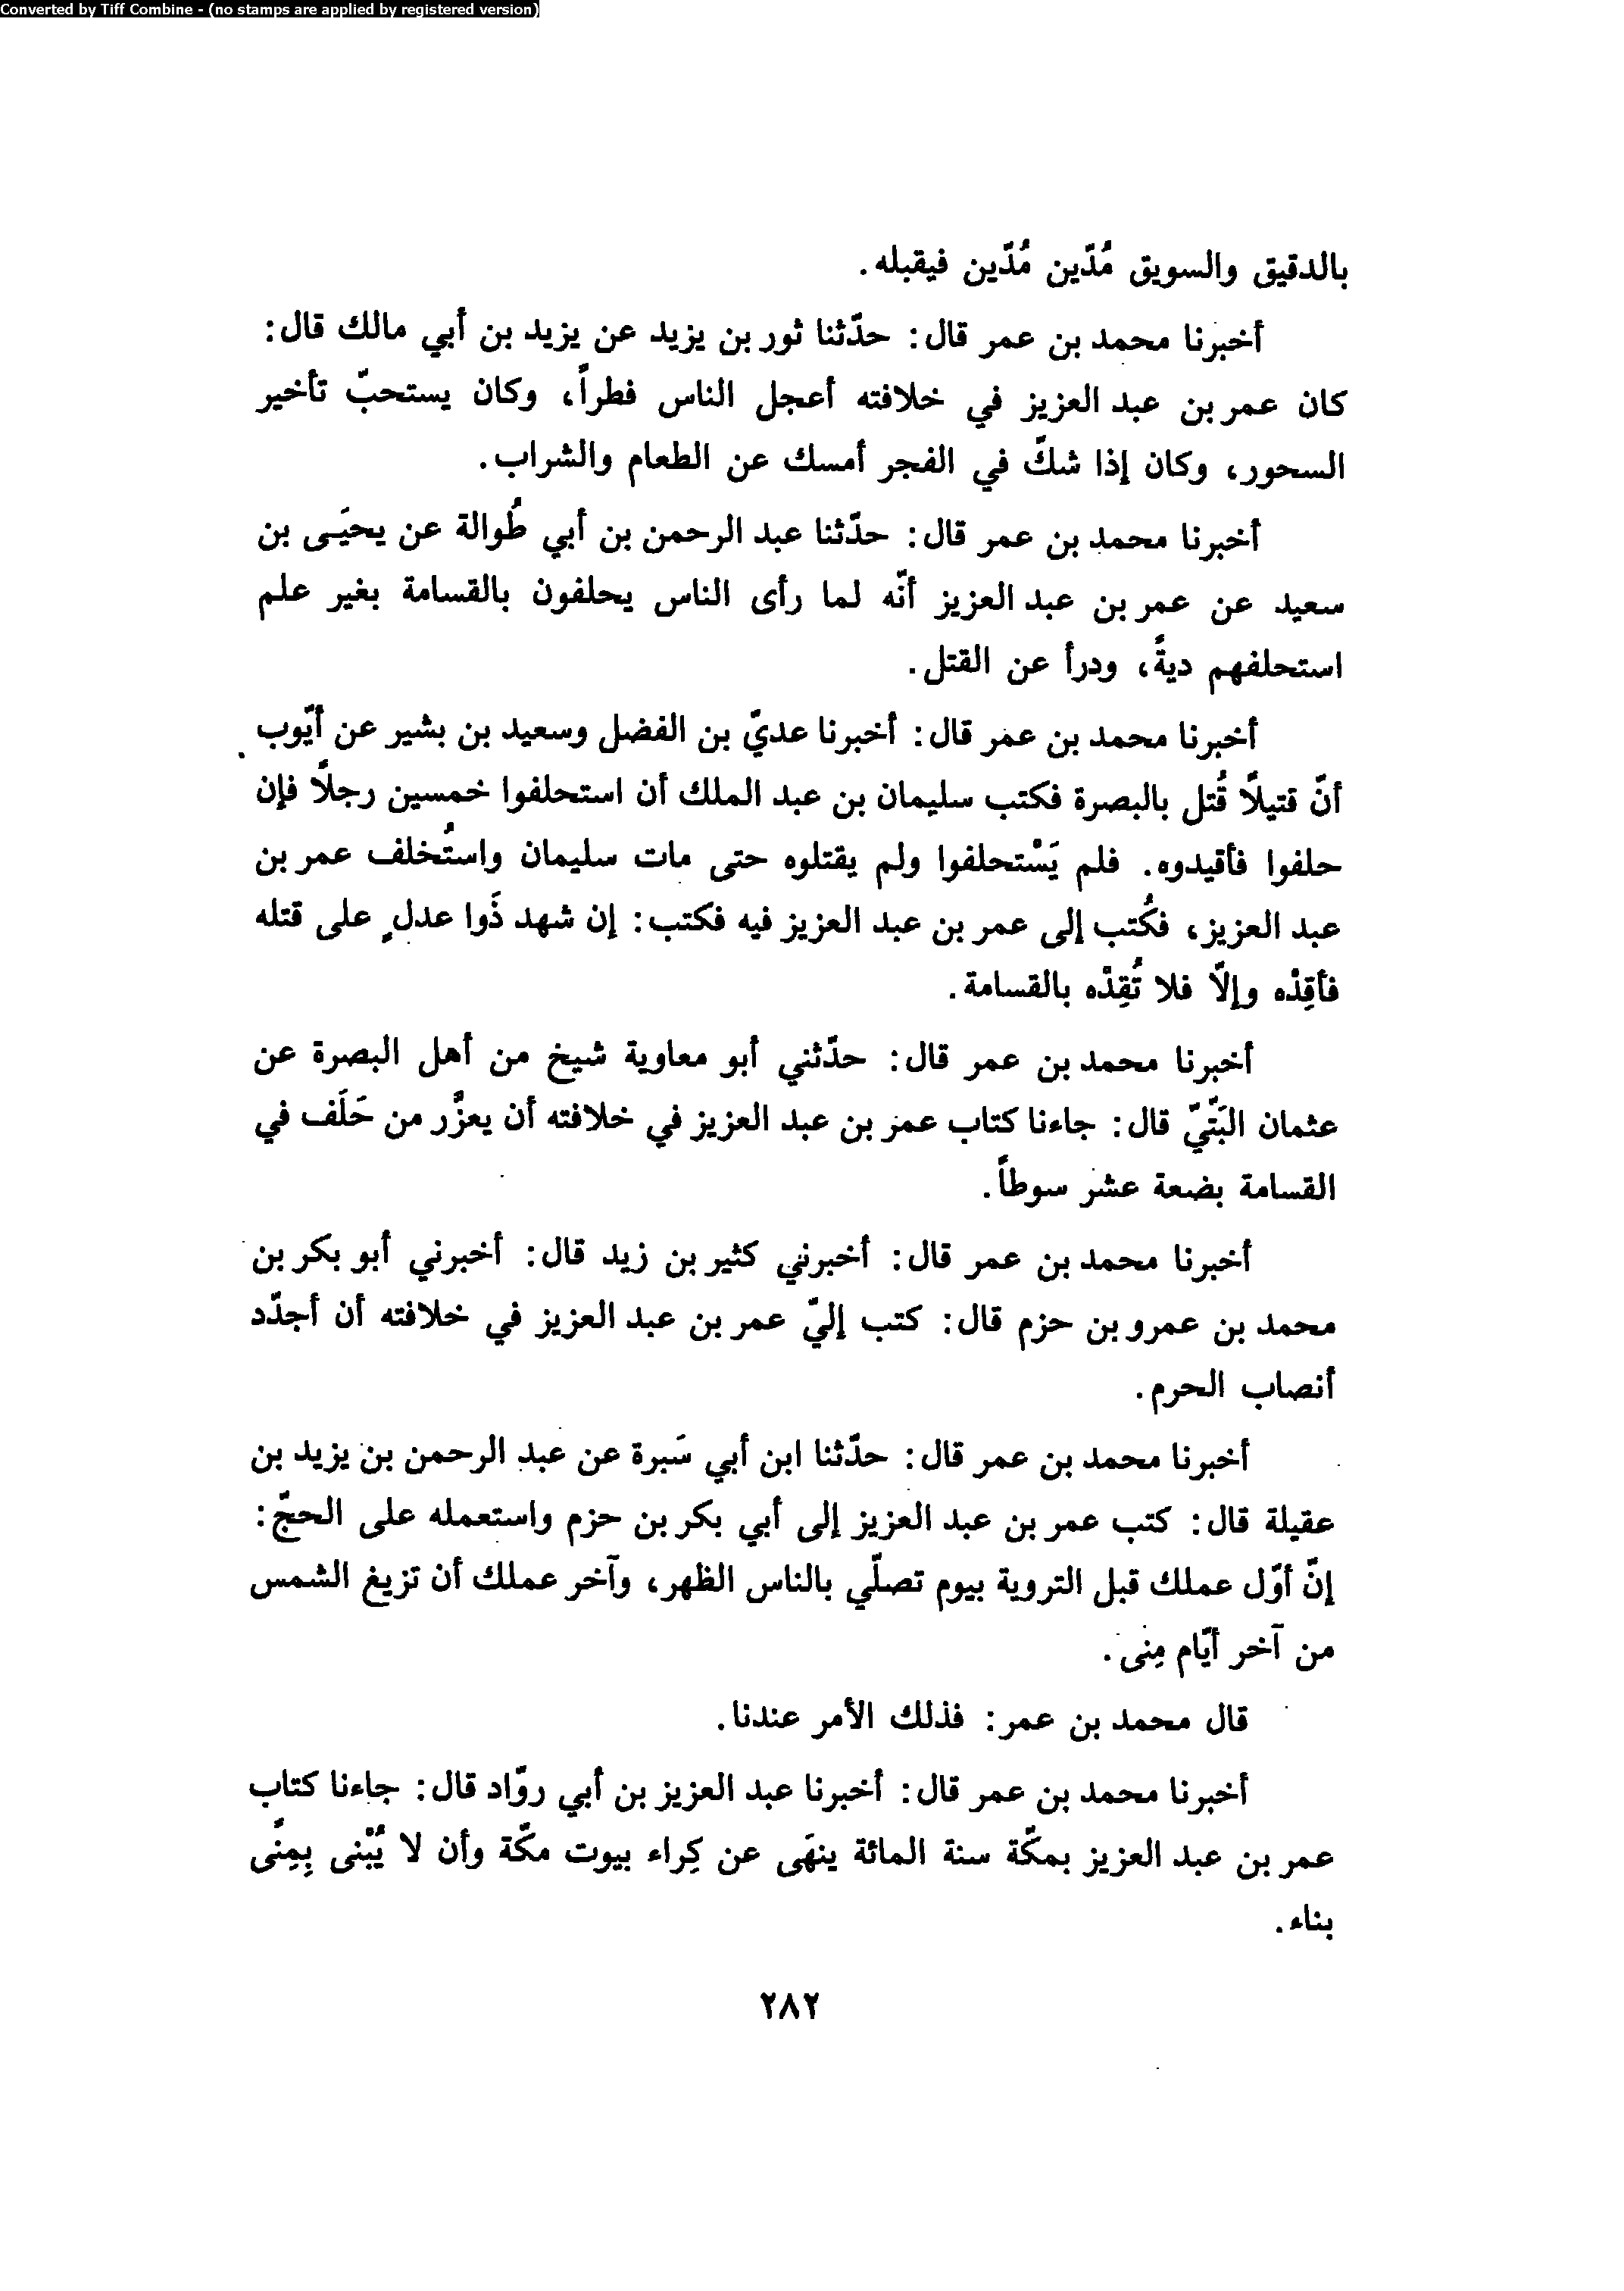 Converted by Tiff Combine - (no stamps are applied by registered version)
بالدقيق والسويق مُدّين مُدّين فيقبله.
أخبرنا محمد بن عمر قال: حدّثنا ثور بن يزيد عن يزيد بن أبي مالك قال:
كان عمر بن عبد العزيز في خلافته أعجل الناس فطراً، وكان يستحبّ تأخير
السحور، وكان إذا شكّ في الفجر أمسك عن الطعام والشراب.
أخبرنا محمد بن عمر قال: حدّثنا عبد الرحمن بن أبي طُوالة عن يحيَى بن
سعيد عن عمر بن عبد العزيز أنّه لما رأى الناس يحلفون بالقسامة بغير علم
استحلفهم ديةً، ودرأ عن القتل.
أخبرنا محمد بن عمر قال: أخبرنا عديّ بن الفضل وسعيد بن بشير عن أيّوب
أنّ قتيلًا قُتل بالبصرة فكتب سليمان بن عبد الملك أن استحلفوا خمسين رجلًا فإن
حلفوا فأقيدوه. فلم يَسْتحلفوا ولم يقتلوه حتى مات سليمان واستُخلف عمر بن
عبد العزيز، فكُتب إلى عمر بن عبد العزيز فيه فكتب: إن شهد ذَوا عدلٍ على قتله
فأقِدْه وإلّا فلا تُقِدْه بالقسامة.
أخبرنا محمد بن عمر قال: حدّثني أبو معاوية شيخ من أهل البصرة عن
عثمان البَتّيّ قال: جاءنا كتاب عمر بن عبد العزيز في خلافته أن يعزَّر من حَلَف في
القسامة بضعة عشر سوطاً.
أخبرنا محمد بن عمر قال: أخبرني كثير بن زيد قال: أخبرني أبو بكر بن
محمد بن عمرو بن حزم قال: كتب إليّ عمر بن عبد العزيز في خلافته أن أجدّد
أنصاب الحرم.
أخبرنا محمد بن عمر قال: حدّثنا ابن أبي سَبرة عن عبد الرحمن بن يزيد بن
عقيلة قال: كتب عمر بن عبد العزيز إلى أبي بكر بن حزم واستعمله على الحجّ:
إنّ أوّل عملك قبل التروية بيوم تصلّي بالناس الظهر، وآخر عملك أن تزيغ الشمس
من آخر أيّام مِنى.
قال محمد بن عمر: فذلك الأمر عندنا.
أخبرنا محمد بن عمر قال: أخبرنا عبد العزيز بن أبي روّاد قال: جاءنا كتاب
عمر بن عبد العزيز بمكّة سنة المائة ينهَى عن كِراء بيوت مكّة وأن لا يُبْنى بِمِنًى
بناء.
٢٨٢